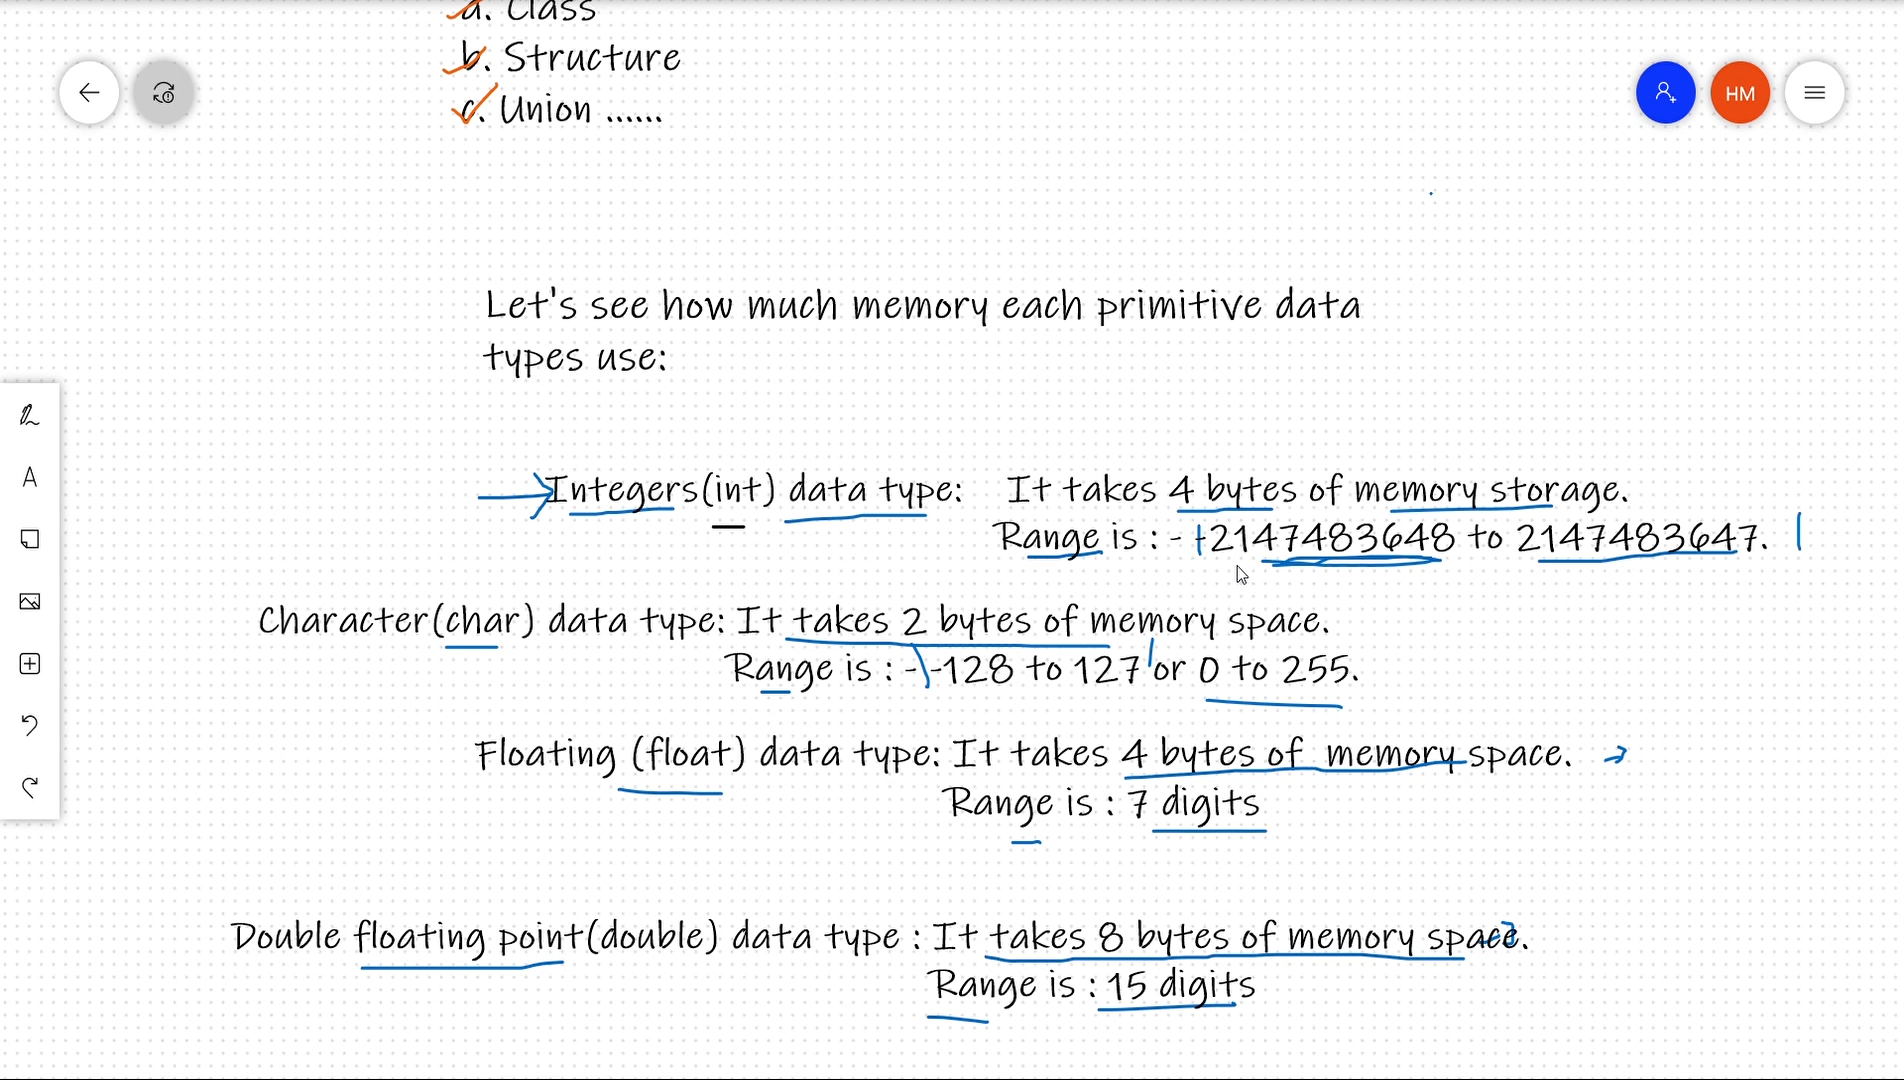 a. Class
b. Structure
c. Union ......
HM
Let's see how much memory each primitive data
types use:
Integers(int) data type: It takes 4 bytes of memory storage.
Range is : - -2147483648 to 2147483647.
Character(char) data type: It takes 2 bytes of memory space.
Range is : - -128 to 127 or 0 to 255.
Floating (float) data type: It takes 4 bytes of memory space.
Range is : 7 digits
Double floating point(double) data type : It takes 8 bytes of memory space.
Range is : 15 digits